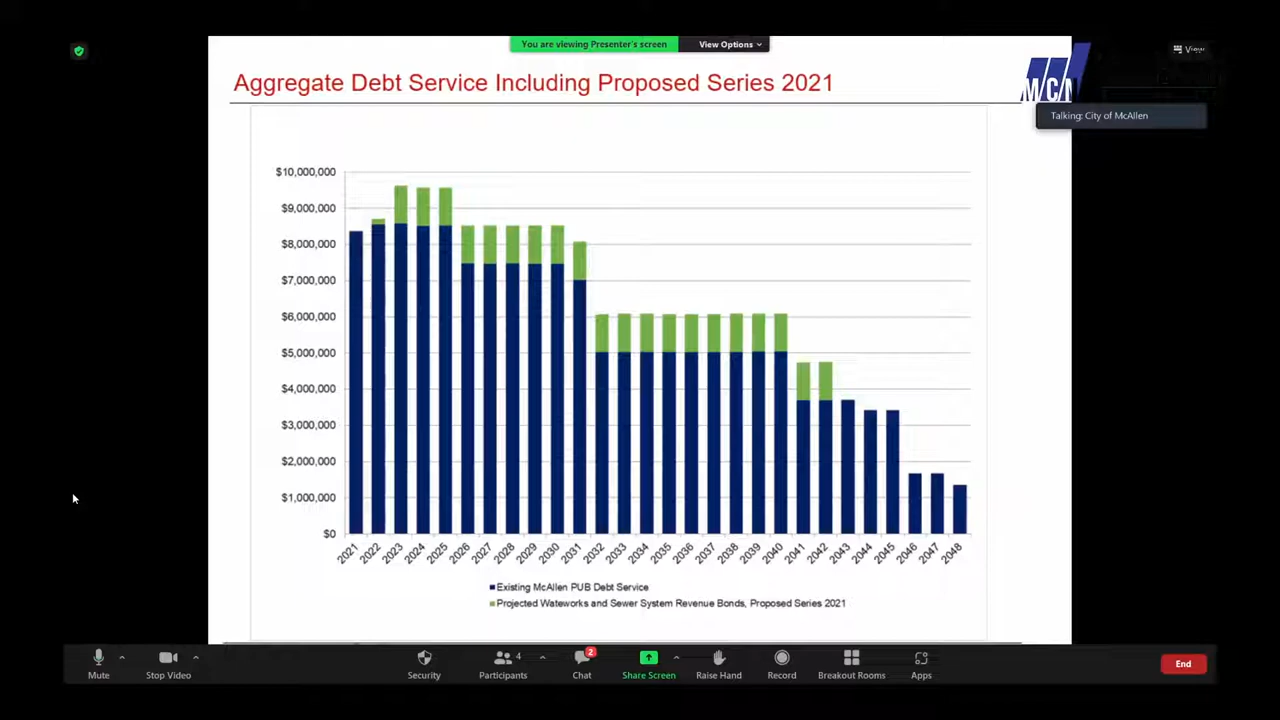 You are viewing Presenter's screen
View Options
View
Aggregate Debt Service Including Proposed Series 2021
MCN
Talking: City of McAllen
$10,000,000
$9,000,000
$8,000,000
$7,000,000
$6,000,000
$5,000,000
$4,000,000
$3,000,000
$2,000,000
$1,000,000
$0
2021 2022 2023 2024 2025 2026 2027 2028 2029 2030 2031 2032 2033 2034 2035 2036 2037 2038 2039 2040 2041 2042 2043 2044 2045 2046 2047 2048
Existing McAllen PUB Debt Service
Projected Wateworks and Sewer System Revenue Bonds, Proposed Series 2021
Mute
Stop Video
Security
Participants 4
Chat 2
Share Screen
Raise Hand
Record
Breakout Rooms
Apps
End